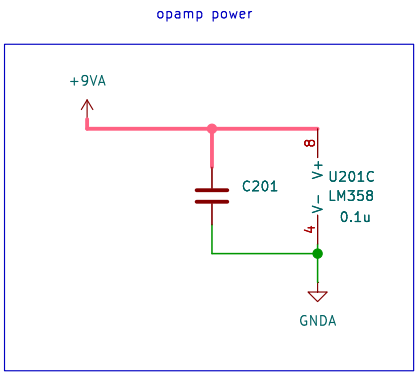 opamp power
+9VA
8
V+
C201
U201C
LM358
V-
0.1u
4
GNDA